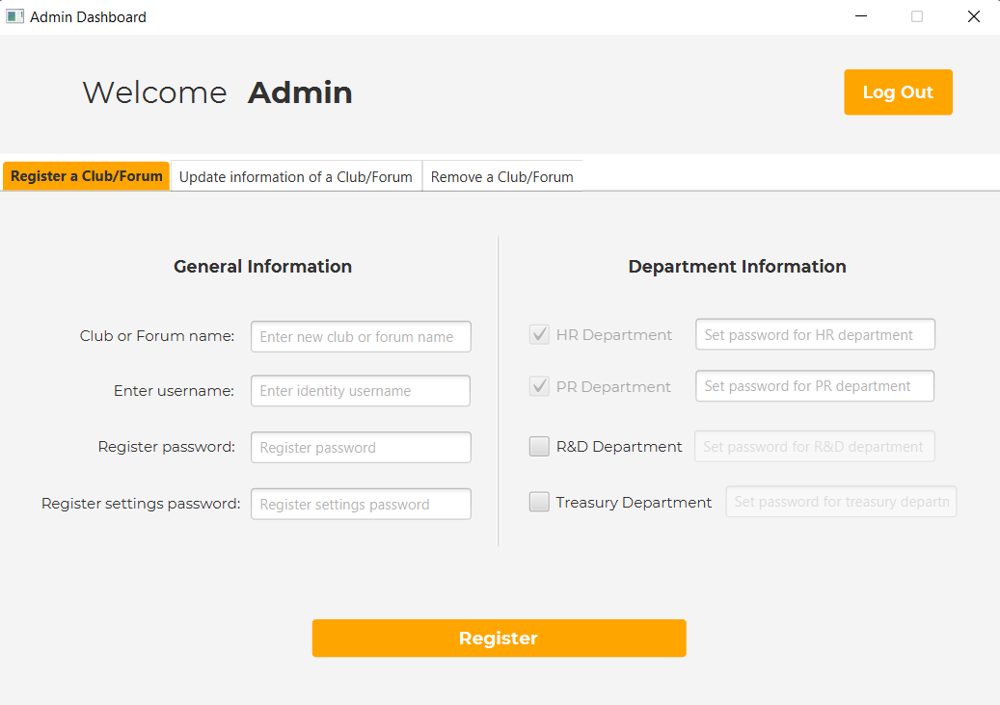 Admin Dashboard
Welcome Admin
Log Out
Register a Club/Forum
Update information of a Club/Forum
Remove a Club/Forum
General Information
Club or Forum name: Enter new club or forum name
Enter username: Enter identity username
Register password: Register password
Register settings password: Register settings password
Department Information
HR Department Set password for HR department
PR Department Set password for PR department
R&D Department Set password for R&D department
Treasury Department Set password for treasury departn
Register